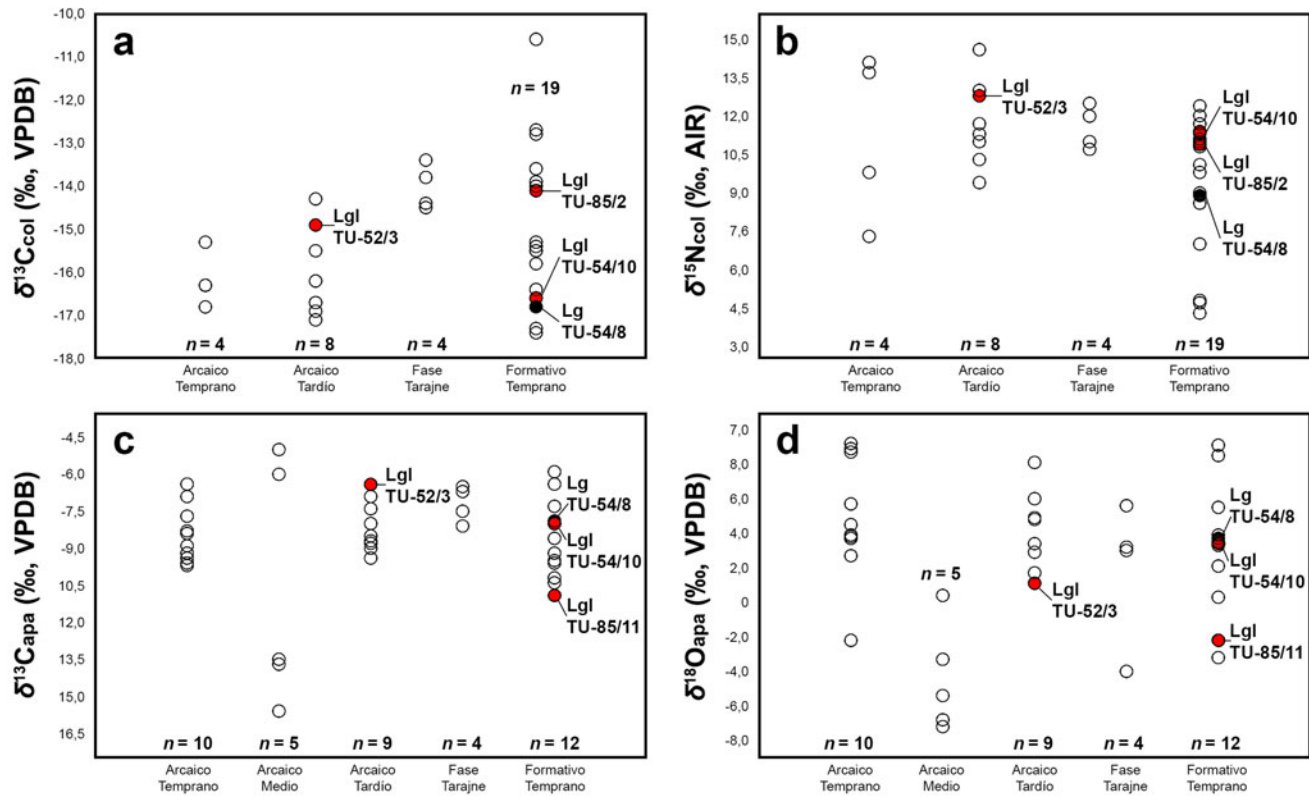 a
δ¹³Ccol (‰, VPDB)
-10,0
-11,0
-12,0
-13,0
-14,0
-15,0
-16,0
-17,0
-18,0
n = 19
Lgl
TU-85/2
Lgl
TU-52/3
Lgl
TU-54/10
Lg
TU-54/8
n = 4
n = 8
n = 4
Arcaico
Temprano
Arcaico
Tardío
Fase
Tarajne
Formativo
Temprano
b
δ¹⁵Ncol (‰, AIR)
15,0
13,5
12,0
10,5
9,0
7,6
6,0
4,5
3,0
Lgl
TU-52/3
Lgl
TU-54/10
Lgl
TU-85/2
Lg
TU-54/8
n = 4
n = 8
n = 4
n = 19
Arcaico
Temprano
Arcaico
Tardío
Fase
Tarajne
Formativo
Temprano
c
δ¹³Capa (‰, VPDB)
-4,5
-6,0
-7,5
-9,0
10,5
12,0
13,5
15,0
16,5
Lgl
TU-52/3
Lg
TU-54/8
Lgl
TU-54/10
Lgl
TU-85/11
n = 10
n = 5
n = 9
n = 4
n = 12
Arcaico
Temprano
Arcaico
Medio
Arcaico
Tardío
Fase
Tarajne
Formativo
Temprano
d
δ¹⁸Oapa (‰, VPDB)
7,0
8,0
6,0
4,0
2,0
0
-2,0
-4,0
-6,0
-8,0
n = 5
Lgl
TU-52/3
Lg
TU-54/8
Lgl
TU-54/10
Lgl
TU-85/11
n = 10
n = 9
n = 4
n = 12
Arcaico
Temprano
Arcaico
Medio
Arcaico
Tardío
Fase
Tarajne
Formativo
Temprano